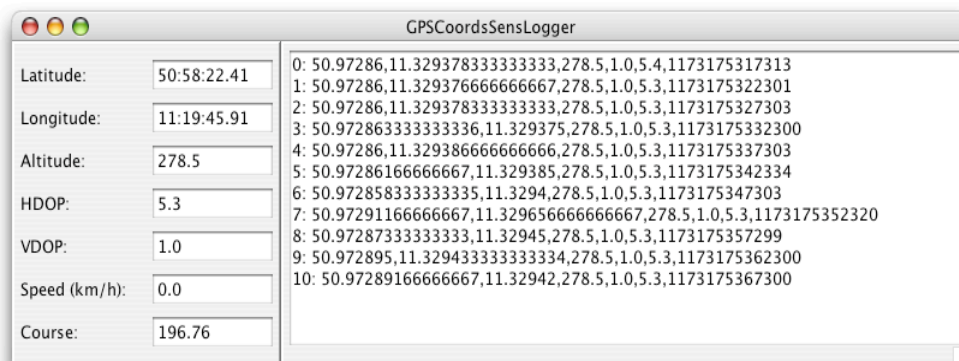 GPSCoordsSensLogger
Latitude: 50:58:22.41
Longitude: 11:19:45.91
Altitude: 278.5
HDOP: 5.3
VDOP: 1.0
Speed (km/h): 0.0
Course: 196.76
0: 50.97286,11.329378333333333,278.5,1.0,5.4,1173175317313
1: 50.97286,11.329376666666667,278.5,1.0,5.3,1173175322301
2: 50.97286,11.329378333333333,278.5,1.0,5.3,1173175327303
3: 50.972863333333336,11.329375,278.5,1.0,5.3,1173175332300
4: 50.97286,11.329386666666666,278.5,1.0,5.3,1173175337303
5: 50.97286166666667,11.329385,278.5,1.0,5.3,1173175342334
6: 50.972858333333335,11.3294,278.5,1.0,5.3,1173175347303
7: 50.97291166666667,11.329656666666667,278.5,1.0,5.3,1173175352320
8: 50.97287333333333,11.32945,278.5,1.0,5.3,1173175357299
9: 50.972895,11.329433333333334,278.5,1.0,5.3,1173175362300
10: 50.97289166666667,11.32942,278.5,1.0,5.3,1173175367300